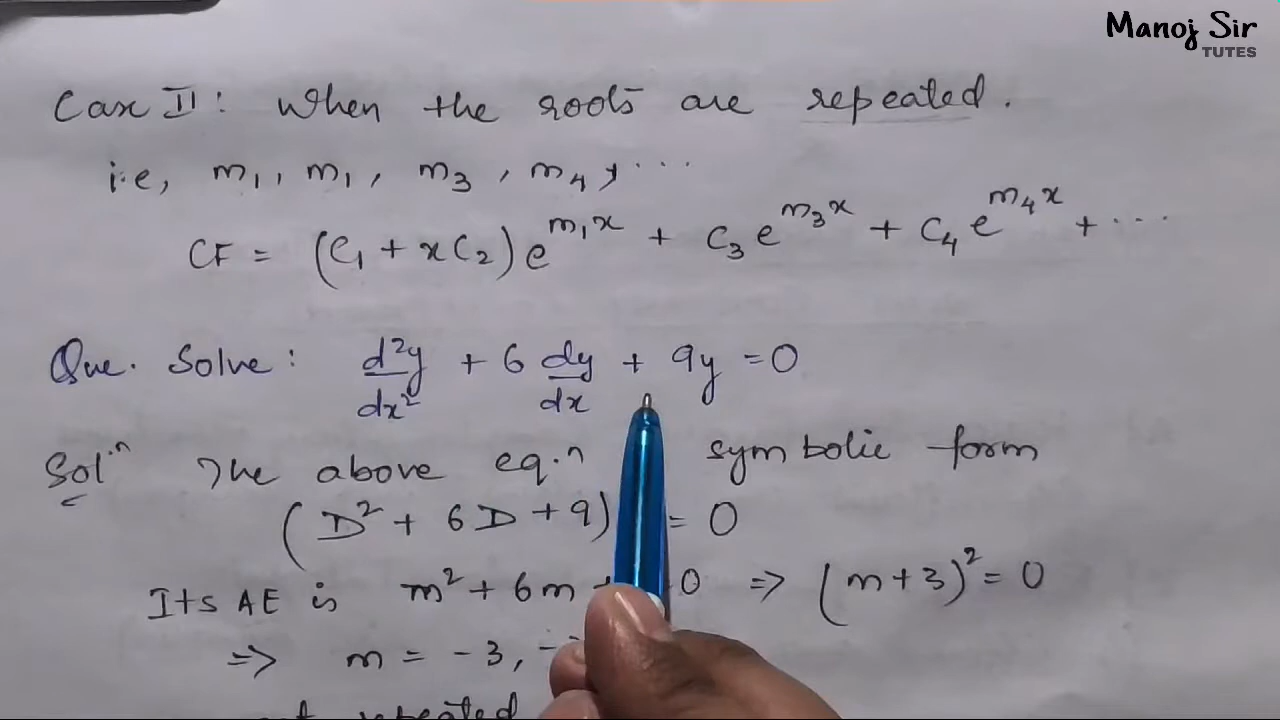 Manoj Sir
TUTES
Case II: When the roots are repeated.
i.e, m₁, m₁, m₃, m₄, ...
CF = (C₁ + xC₂)e^{m₁x} + C₃e^{m₃x} + C₄e^{m₄x} + ...
Que. Solve: d²y/dx² + 6 dy/dx + 9y = 0
Solⁿ The above eq.ⁿ symbolic form
(D² + 6D + 9) = 0
Its AE is m² + 6m + 0 => (m+3)² = 0
=> m = -3, -
repeated